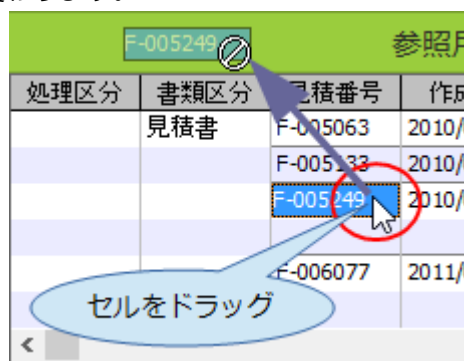 F-005249
参照
処理区分 書類区分 見積番号 作成
見積書 F-005063 2010/
F-005133 2010/
F-005249 2010/
F-006077 2011/
セルをドラッグ